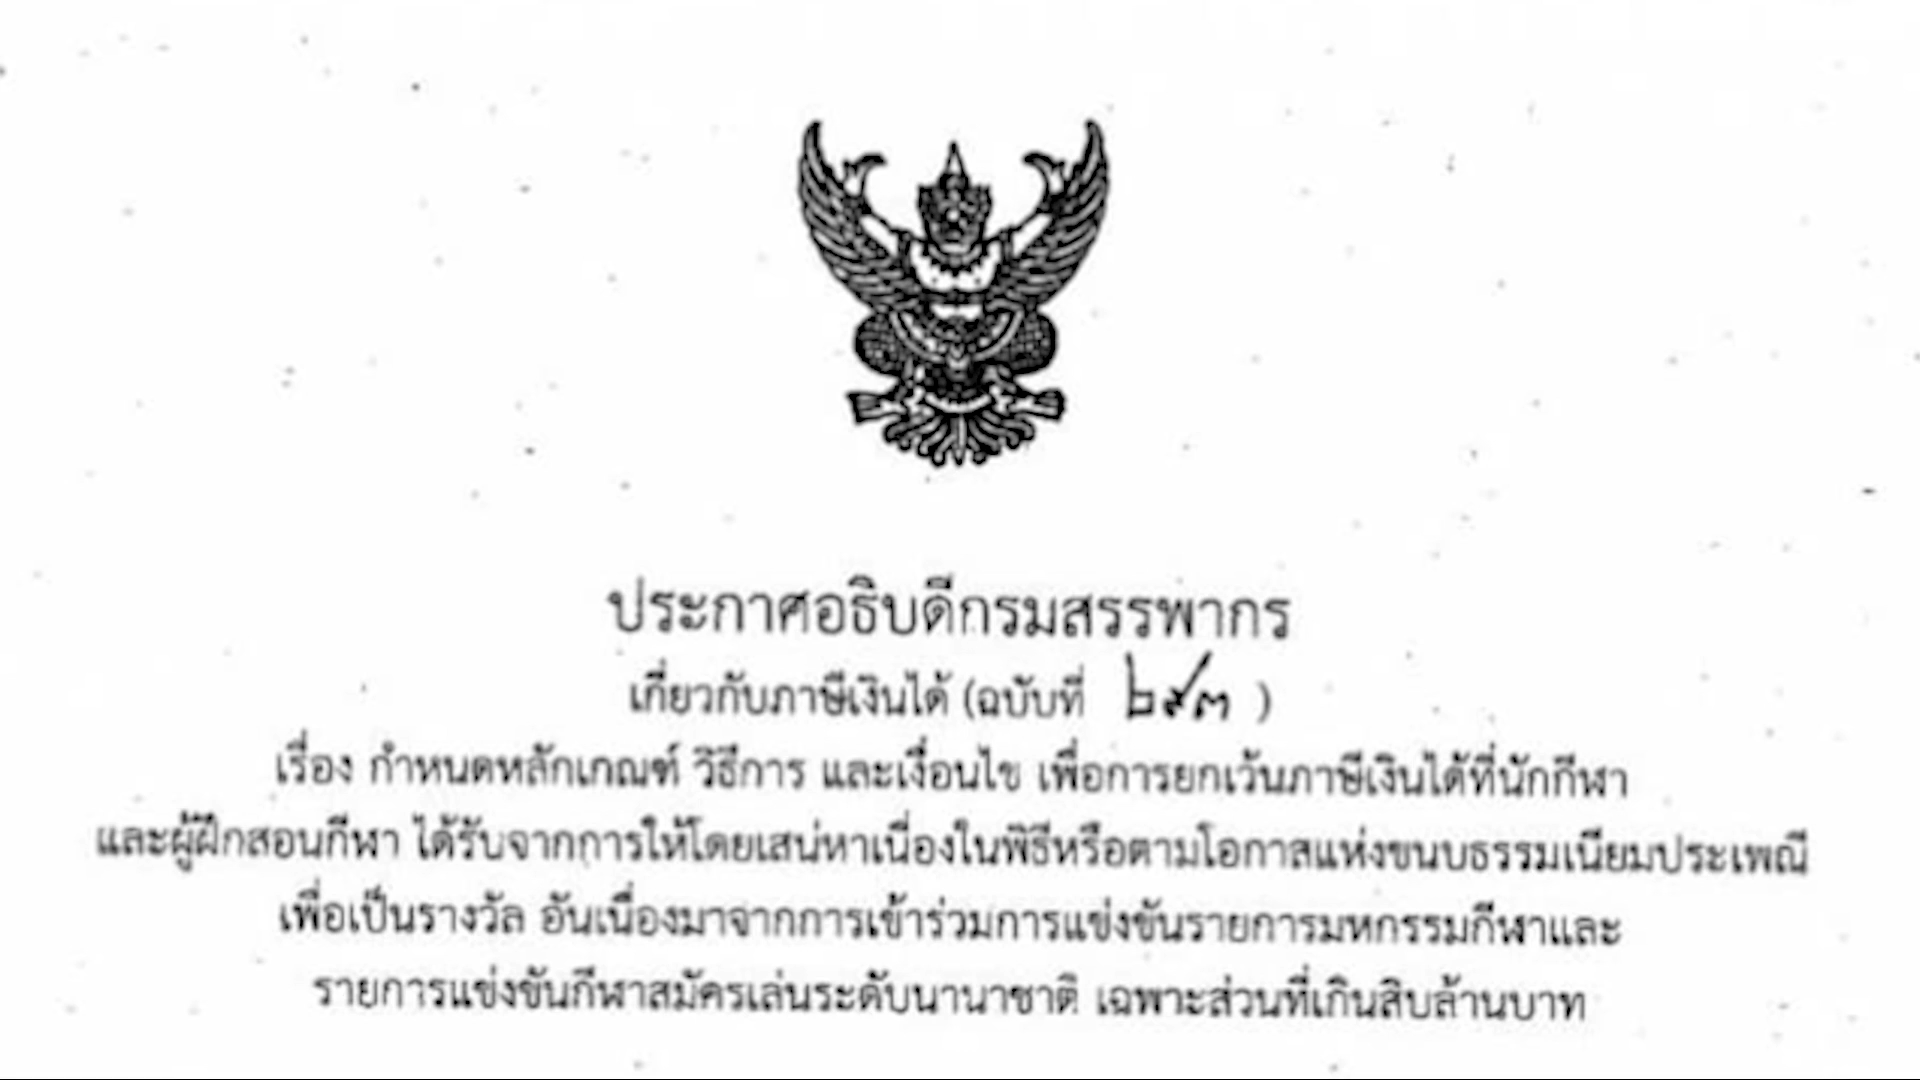 ประกาศอธิบดีกรมสรรพากร
เกี่ยวกับภาษีเงินได้ (ฉบับที่ ๒๙๓ )
เรื่อง กำหนดหลักเกณฑ์ วิธีการ และเงื่อนไข เพื่อการยกเว้นภาษีเงินได้ที่นักกีฬา
และผู้ฝึกสอนกีฬา ได้รับจากการให้โดยเสน่หาเนื่องในพิธีหรือตามโอกาสแห่งขนบธรรมเนียมประเพณี
เพื่อเป็นรางวัล อันเนื่องมาจากการเข้าร่วมการแข่งขันรายการมหกรรมกีฬาและ
รายการแข่งขันกีฬาสมัครเล่นระดับนานาชาติ เฉพาะส่วนที่เกินสิบล้านบาท